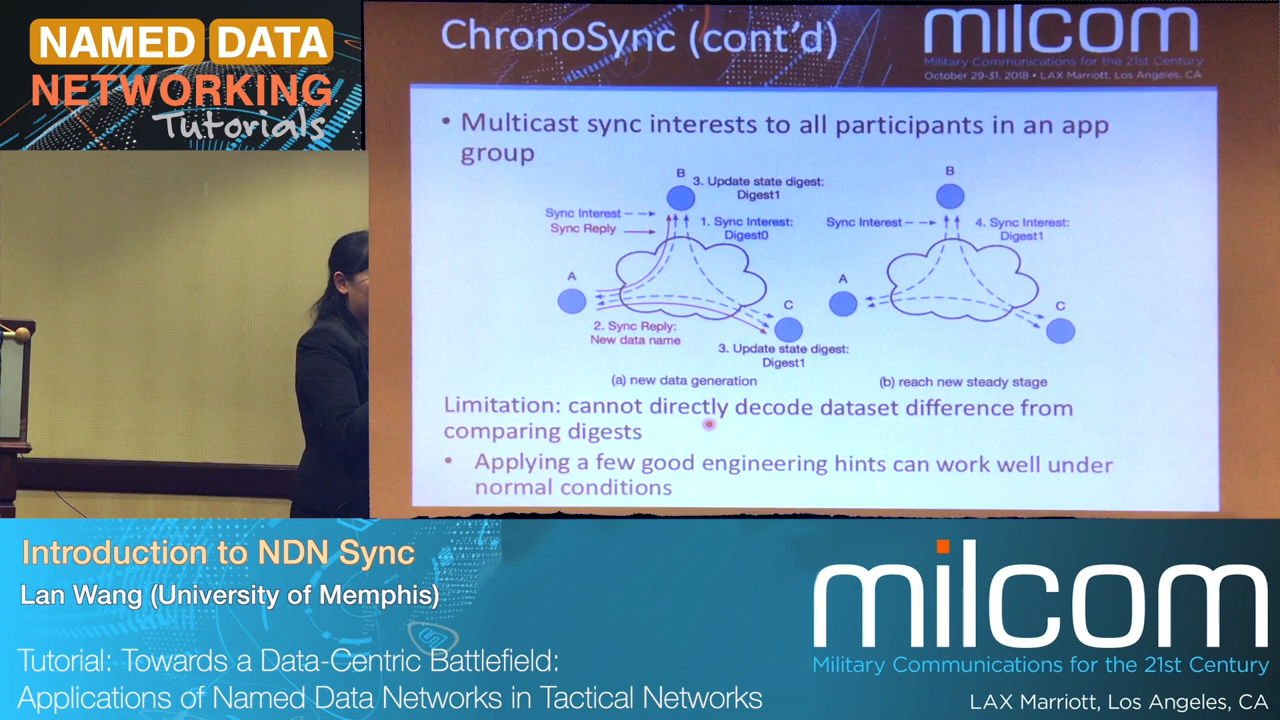 NAMED DATA
NETWORKING
Tutorials
ChronoSync (cont'd)
milcom
Military Communications for the 21st Century
October 29-31, 2018 • LAX Marriott, Los Angeles, CA
• Multicast sync interests to all participants in an app
group
B
3. Update state digest:
Digest1
Sync Interest
Sync Reply
1. Sync Interest:
Digest0
A
C
2. Sync Reply:
New data name
3. Update state digest:
Digest1
(a) new data generation
B
Sync Interest
4. Sync Interest:
Digest1
A
C
(b) reach new steady stage
Limitation: cannot directly decode dataset difference from
comparing digests
• Applying a few good engineering hints can work well under
normal conditions
Introduction to NDN Sync
Lan Wang (University of Memphis)
Tutorial: Towards a Data-Centric Battlefield:
Applications of Named Data Networks in Tactical Networks
milcom
Military Communications for the 21st Century
LAX Marriott, Los Angeles, CA